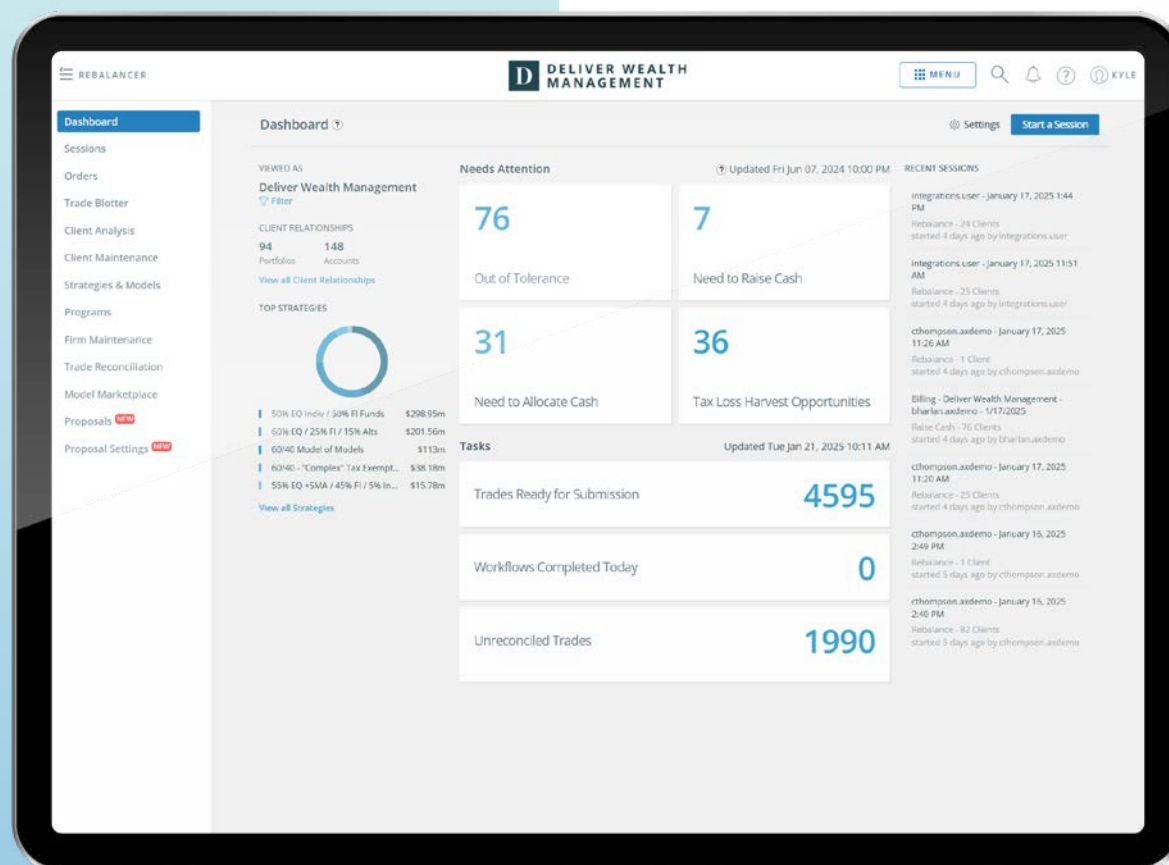 REBALANCER
D DELIVER WEALTH
MANAGEMENT
MENU
KYLE
Dashboard
Sessions
Orders
Trade Blotter
Client Analysis
Client Maintenance
Strategies & Models
Programs
Firm Maintenance
Trade Reconciliation
Model Marketplace
Proposals NEW
Proposal Settings NEW
Dashboard ?
Settings
Start a Session
VIEWED AS
Deliver Wealth Management
Filter
CLIENT RELATIONSHIPS
94 148
Portfolios Accounts
View all Client Relationships
TOP STRATEGIES
50% EQ Indiv / 50% FI Funds $298.95m
60% EQ / 25% FI / 15% Alts $201.56m
60/40 Model of Models $113m
60/40 - "Complex" Tax Exempt... $38.18m
55% EQ +SMA / 45% FI / 5% In... $15.78m
View all Strategies
Needs Attention
? Updated Fri Jun 07, 2024 10:00 PM
76
Out of Tolerance
7
Need to Raise Cash
31
Need to Allocate Cash
36
Tax Loss Harvest Opportunities
Tasks
Updated Tue Jan 21, 2025 10:11 AM
Trades Ready for Submission 4595
Workflows Completed Today 0
Unreconciled Trades 1990
RECENT SESSIONS
integrations.user - January 17, 2025 1:44
PM
Rebalance - 24 Clients
started 4 days ago by integrations.user
integrations.user - January 17, 2025 11:51
AM
Rebalance - 25 Clients
started 4 days ago by integrations.user
cthompson.axdemo - January 17, 2025
11:26 AM
Rebalance - 1 Client
started 4 days ago by cthompson.axdemo
Billing - Deliver Wealth Management -
bharlan.axdemo - 1/17/2025
Raise Cash - 76 Clients
started 4 days ago by bharlan.axdemo
cthompson.axdemo - January 17, 2025
11:20 AM
Rebalance - 25 Clients
started 4 days ago by cthompson.axdemo
cthompson.axdemo - January 16, 2025
2:49 PM
Rebalance - 1 Client
started 5 days ago by cthompson.axdemo
cthompson.axdemo - January 16, 2025
2:46 PM
Rebalance - 82 Clients
started 5 days ago by cthompson.axdemo